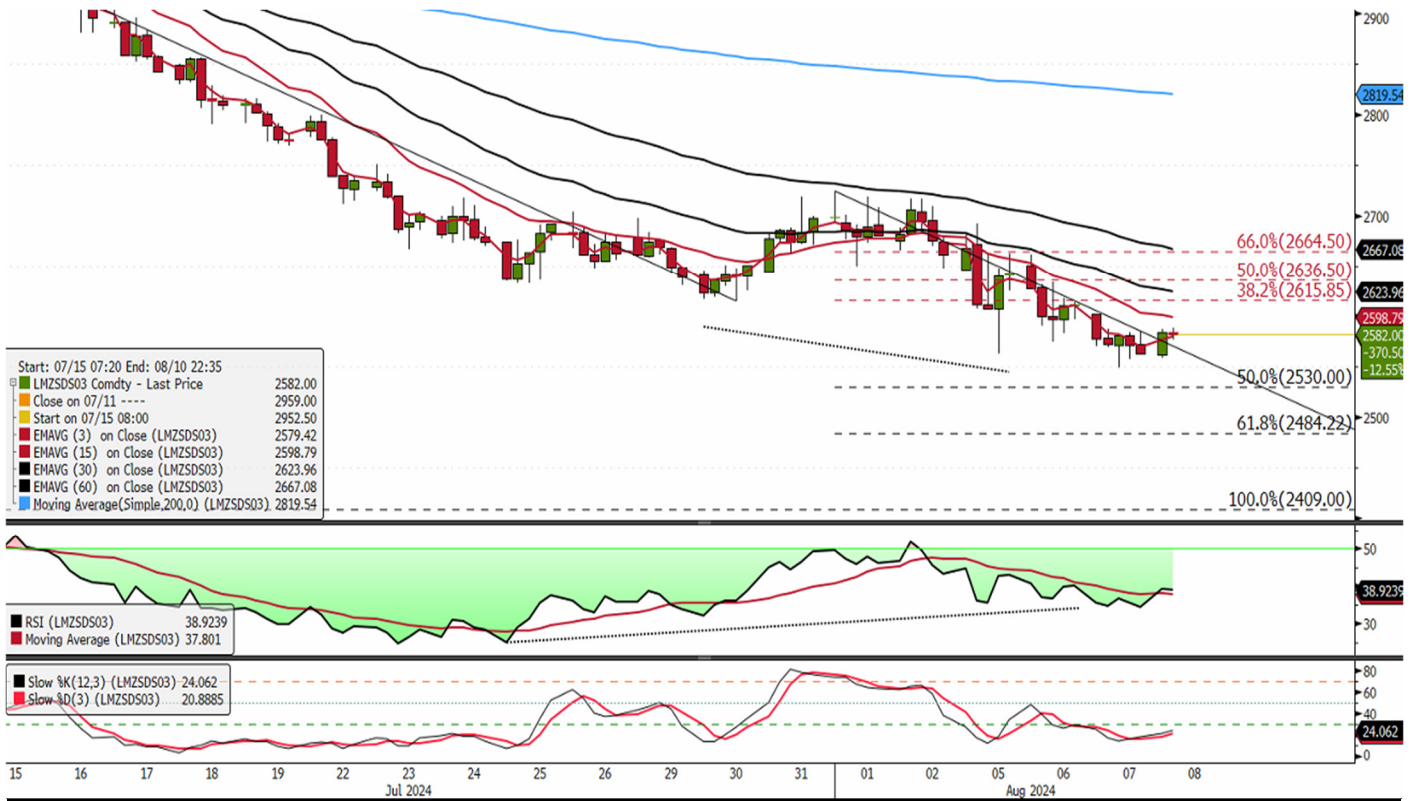 2900
2819.54
2800
2700
66.0%(2664.50)
2667.08
50.0%(2636.50)
38.2%(2615.85)
2623.96
2598.79
2582.00
-370.50
-12.55%
50.0%(2530.00)
61.8%(2484.22)
2500
100.0%(2409.00)
Start: 07/15 07:20 End: 08/10 22:35
LMZSDS03 Comdty - Last Price 2582.00
Close on 07/11 ---- 2959.00
Start on 07/15 08:00 2952.50
EMAVG (3) on Close (LMZSDS03) 2579.42
EMAVG (15) on Close (LMZSDS03) 2598.79
EMAVG (30) on Close (LMZSDS03) 2623.96
EMAVG (60) on Close (LMZSDS03) 2667.08
Moving Average(Simple,200,0) (LMZSDS03) 2819.54
50
38.9239
30
RSI (LMZSDS03) 38.9239
Moving Average (LMZSDS03) 37.801
80
60
40
24.062
0
Slow %K(12,3) (LMZSDS03) 24.062
Slow %D(3) (LMZSDS03) 20.8885
15 16 17 18 19 22 23 24 25 26 29 30 31 01 02 05 06 07 08
Jul 2024 Aug 2024